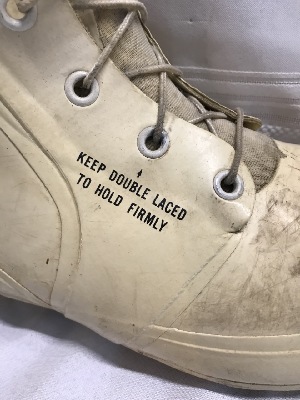 KEEP DOUBLE LACED
TO HOLD FIRMLY